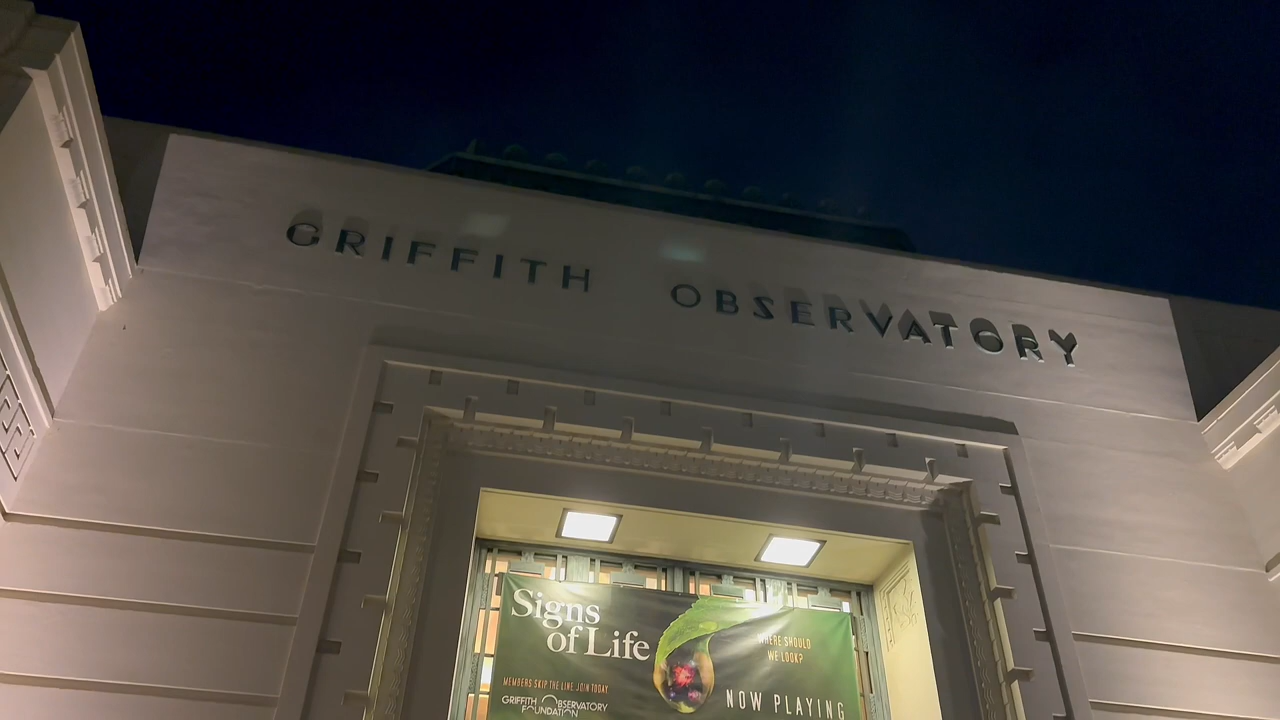 GRIFFITH OBSERVATORY
Signs
of Life
WHERE SHOULD
WE LOOK?
MEMBERS SKIP THE LINE. JOIN TODAY
GRIFFITH OBSERVATORY
FOUNDATION
NOW PLAYING